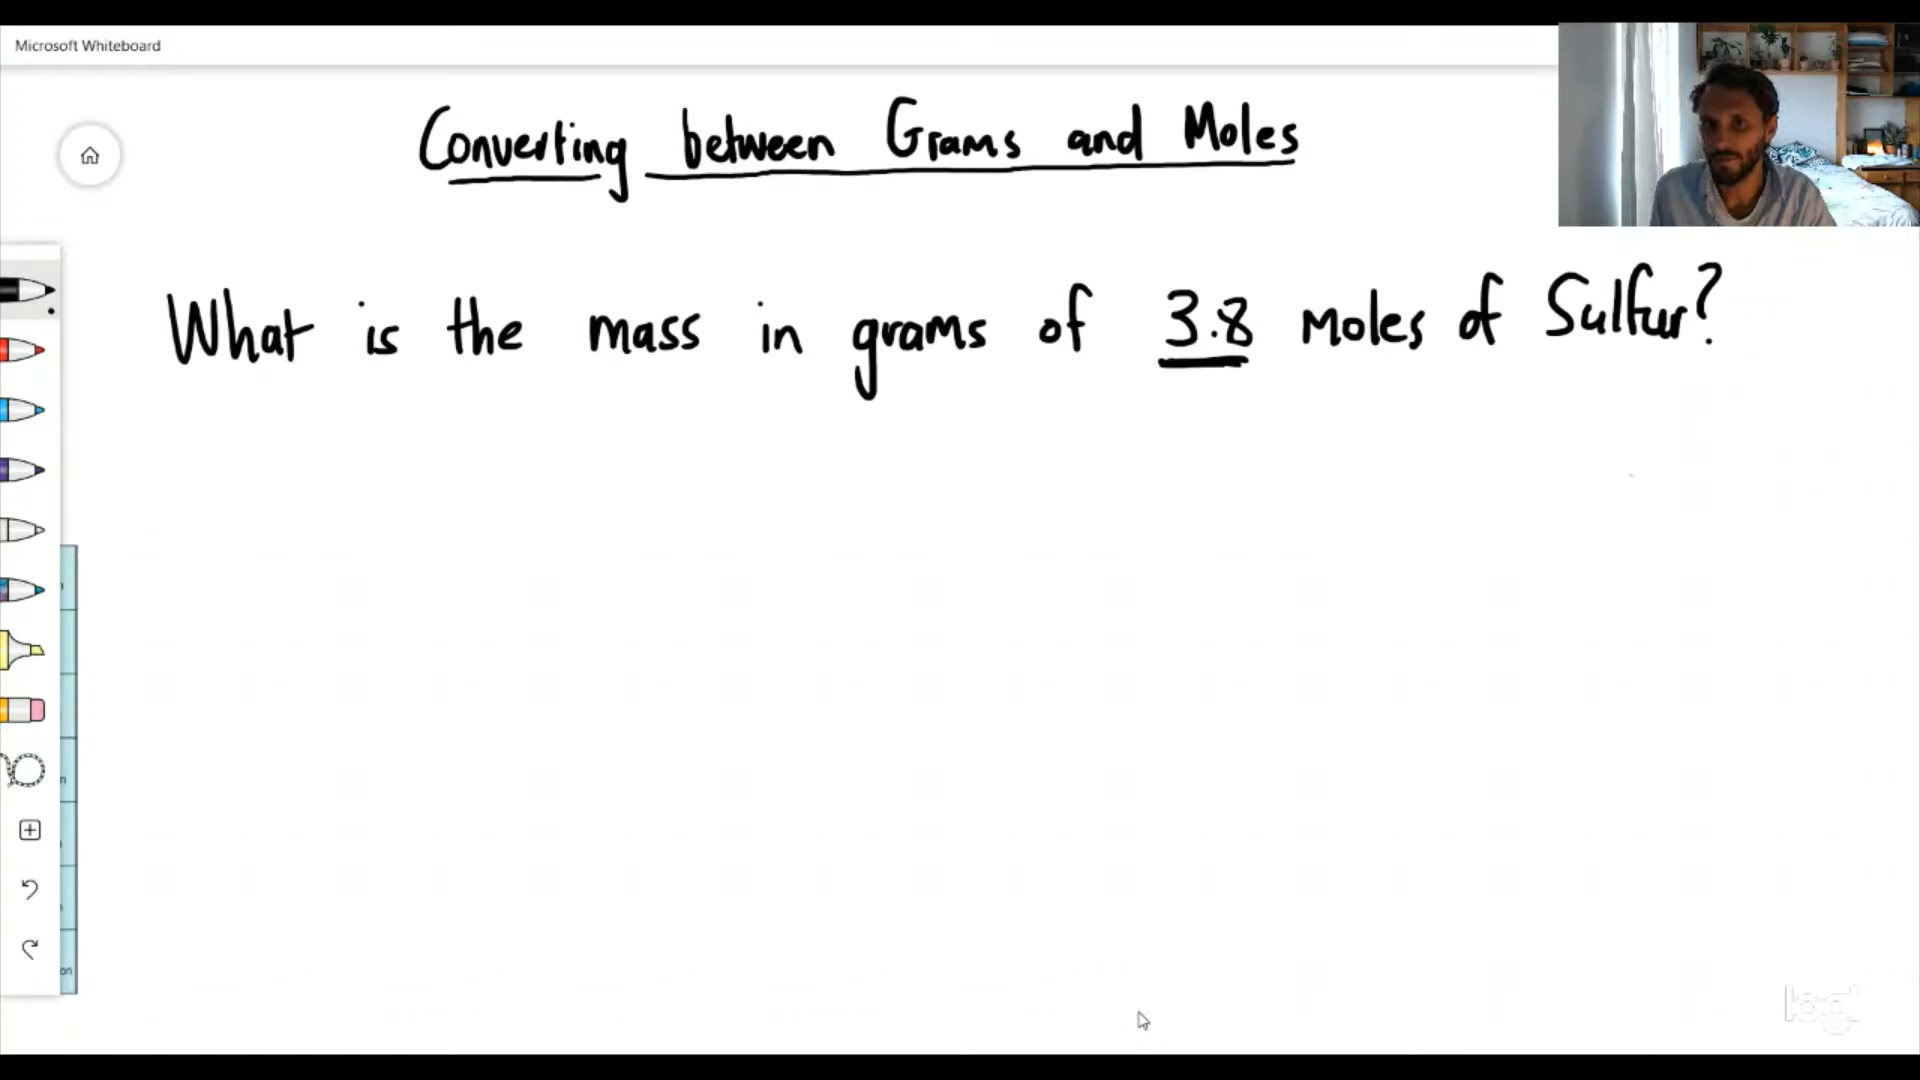 Microsoft Whiteboard
Converting between Grams and Moles
What is the mass in grams of 3.8 moles of Sulfur?
n
on